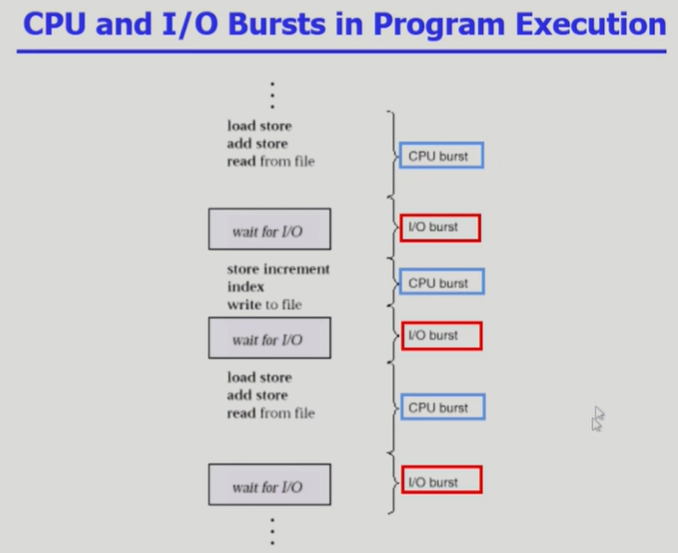 CPU and I/O Bursts in Program Execution
load store
add store
read from file
CPU burst
wait for I/O
I/O burst
store increment
index
write to file
CPU burst
wait for I/O
I/O burst
load store
add store
read from file
CPU burst
wait for I/O
I/O burst